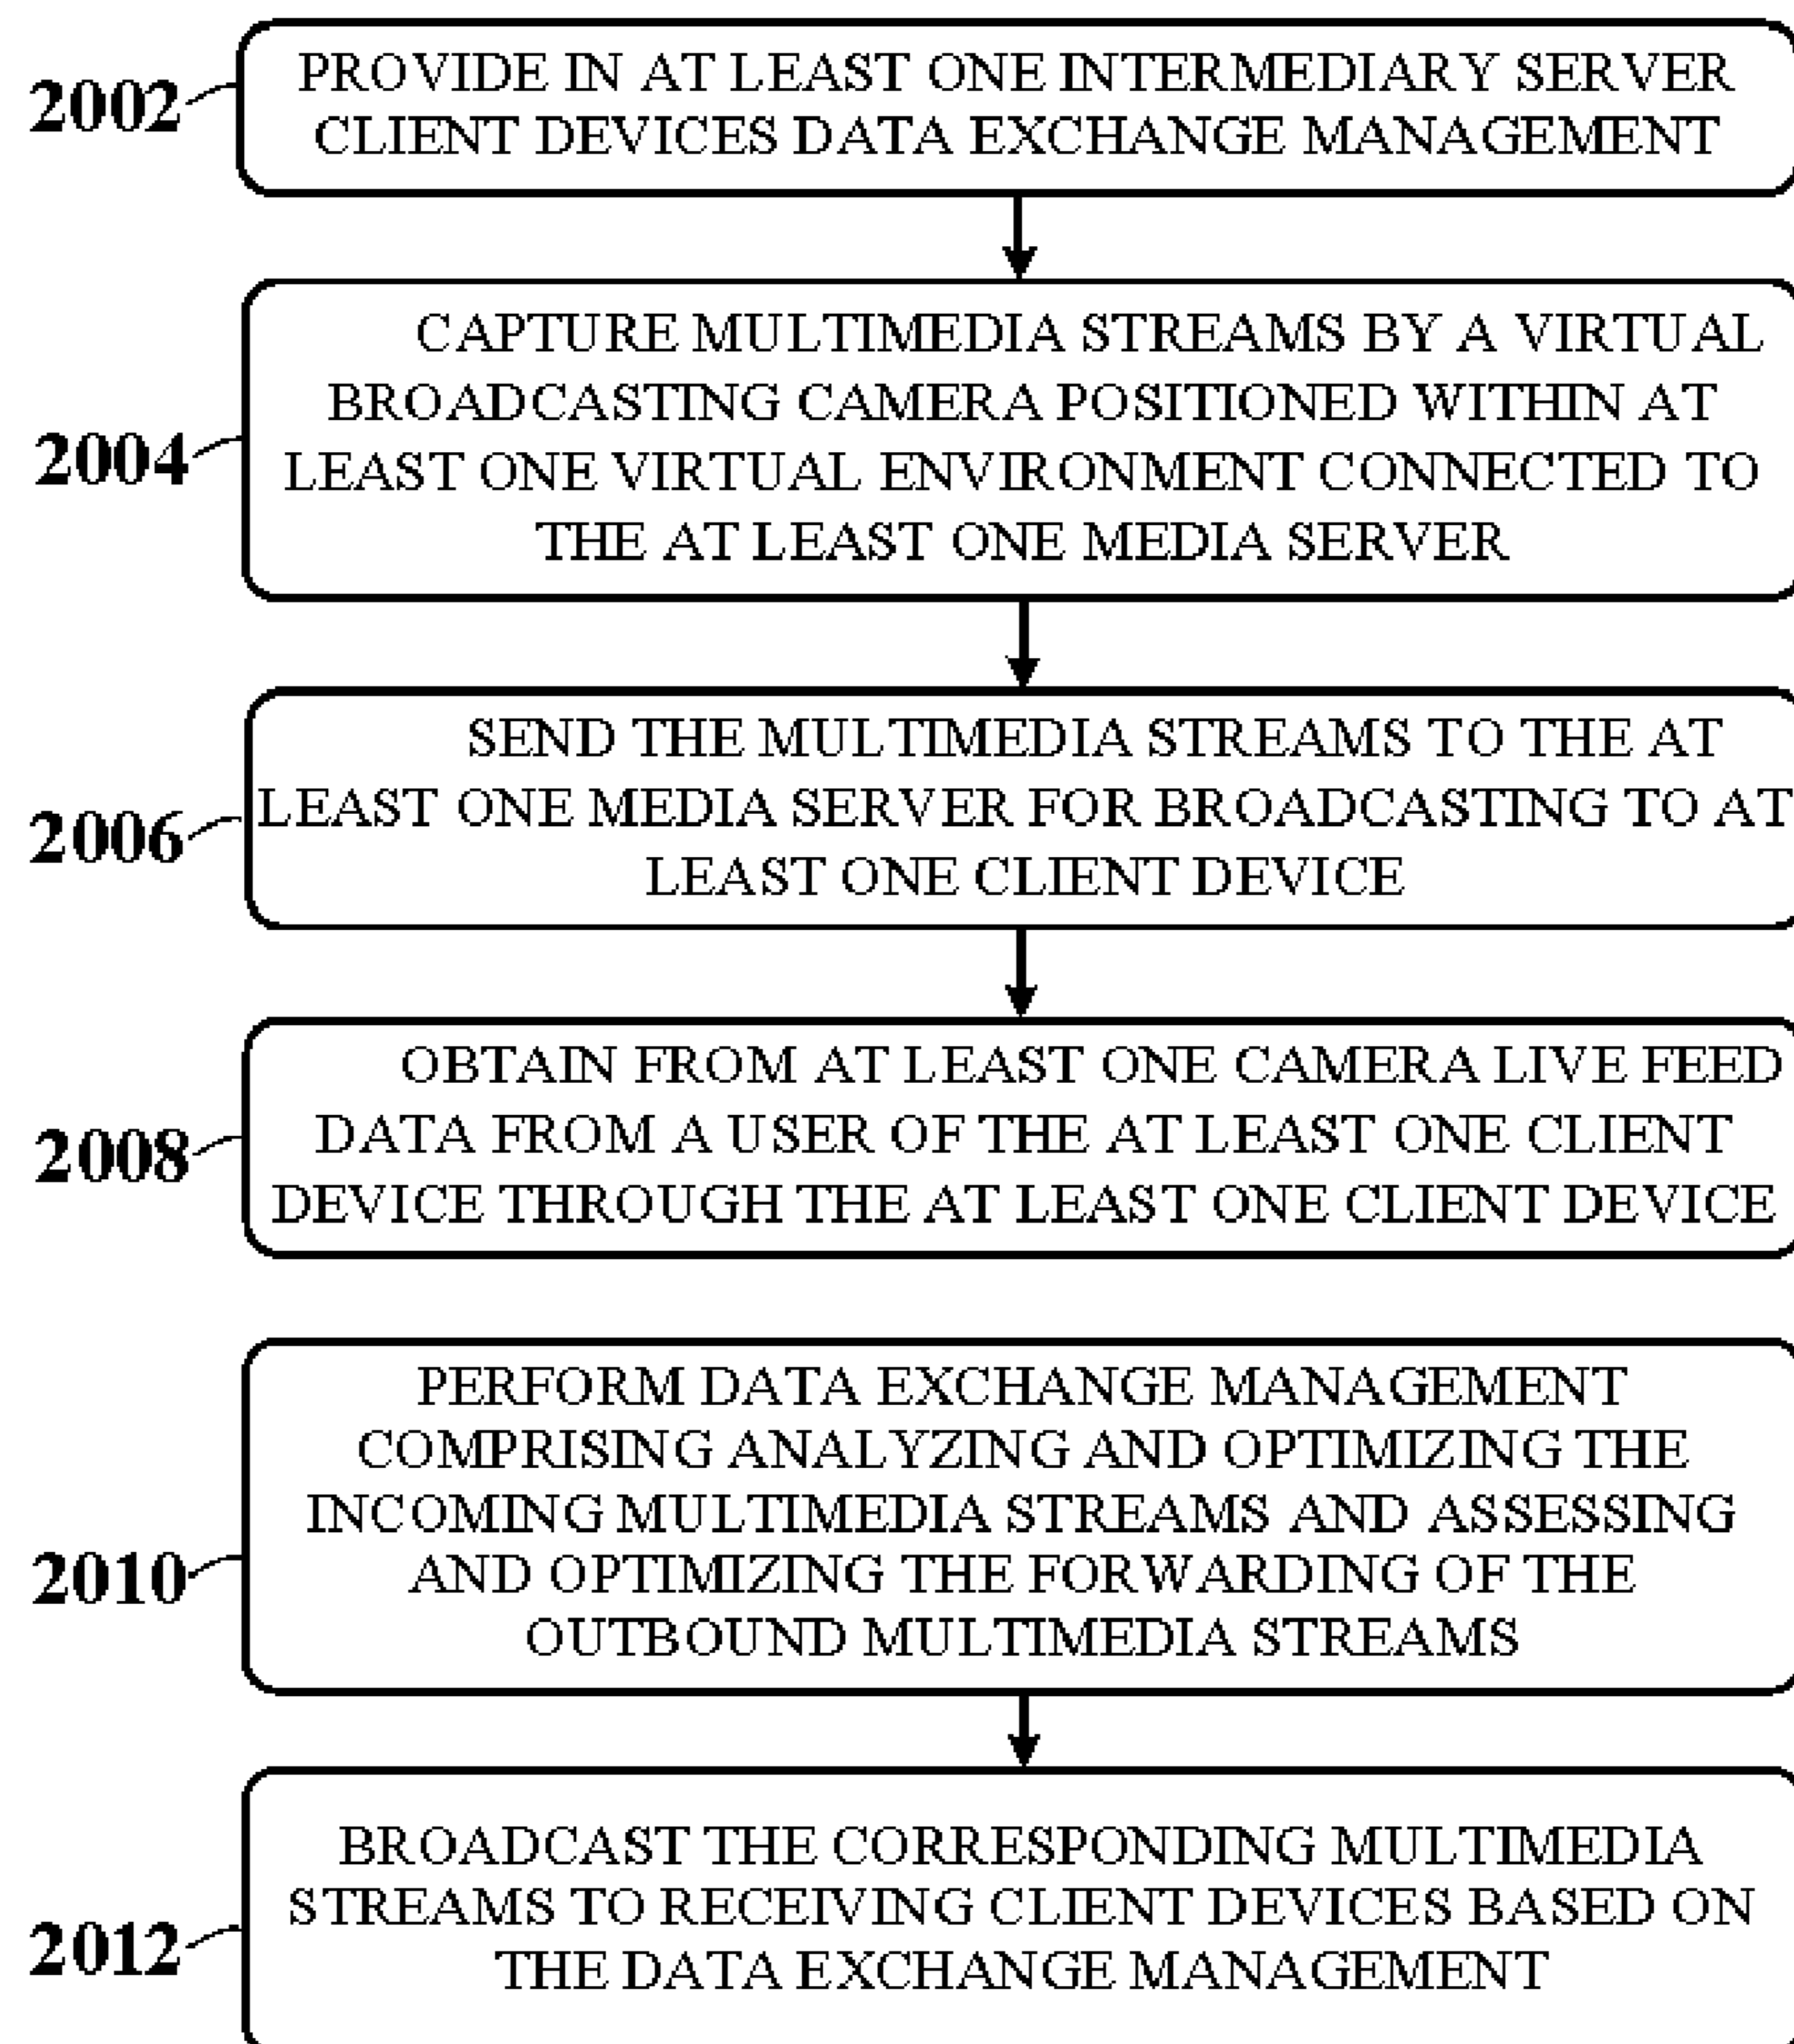 PROVIDE IN AT LEAST ONE INTERMEDIARY SERVER
2002
CLIENT DEVICES DATA EXCHANGE MANAGEMENT
CAPTURE MULTIMEDIA STREAMS BY A VIRTUAL
BROADCASTING CAMERA POSITIONED WITHIN AT
2004
LEAST ONE VIRTUAL ENVIRONMENT CONNECTED TO
THE AT LEAST ONE MEDIA SERVER
SEND THE MULTIMEDIA STREAMS TO THE AT
LEAST ONE MEDIA SERVER FOR BROADCASTING TO AT
2006
LEAST ONE CLIENT DEVICE
OBTAIN FROM AT LEAST ONE CAMERA LIVE FEED
DATA FROM A USER OF THE AT LEAST ONE CLIENT
2008
DEVICE THROUGH THE AT LEAST ONE CLIENT DEVICE
PERFORM DATA EXCHANGE MANAGEMENT
COMPRISING ANALYZING AND OPTIMIZING THE
INCOMING MULTIMEDIA STREAMS AND ASSESSING
2010
AND OPTIMIZING THE FORWARDING OF THE
OUTBOUND MULTIMEDIA STREAMS
BROADCAST THE CORRESPONDING MULTIMEDIA
STREAMS TO RECEIVING CLIENT DEVICES BASED ON
2012
THE DATA EXCHANGE MANAGEMENT